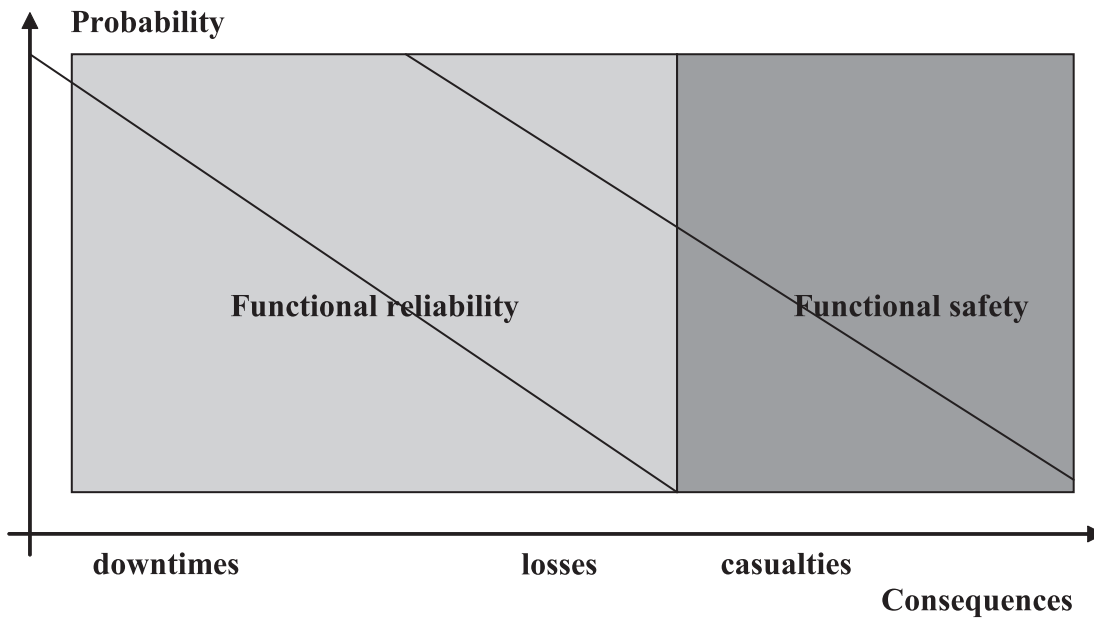 Probability
Functional reliability
Functional safety
downtimes
losses
casualties
Consequences